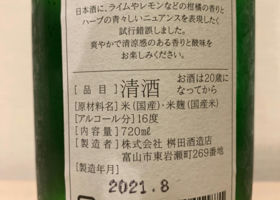 日本酒に、ライムやレモンなどの柑橘の香りと
ハーブの青々しいニュアンスを表現したく
試行錯誤しました。
爽やかで清涼感のある香りと酸味を
お楽しみください。
[品目]清酒 お酒は20歳に
なってから
[原材料名]米(国産)・米麹(国産米)
[アルコール分]16度
[内容量]720mℓ
[製造者]株式会社 桝田酒造店
富山市東岩瀬町269番地
[製造年月]
2021.8